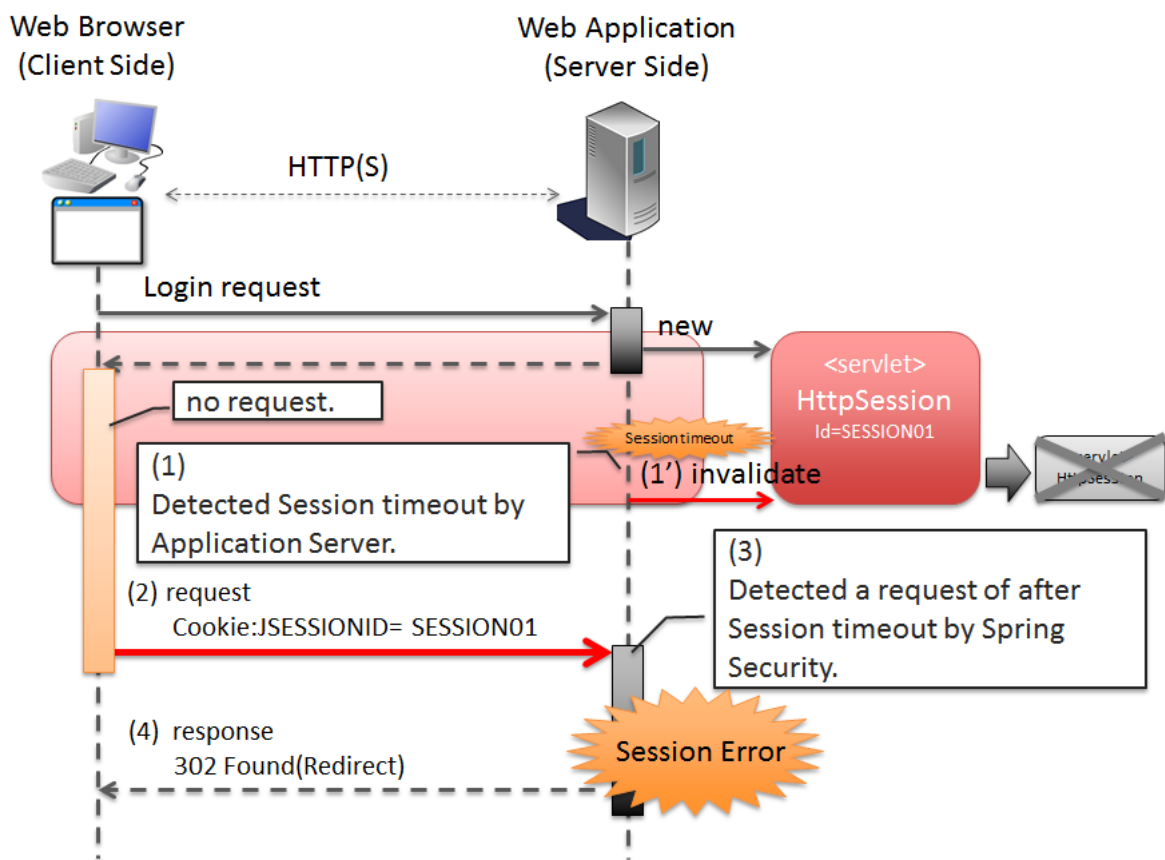 Web Browser
(Client Side)
Web Application
(Server Side)
HTTP(S)
Login request
new
<servlet>
HttpSession
Id=SESSION01
no request.
Session timeout
(1') invalidate
servlet
HttpSession
(1)
Detected Session timeout by
Application Server.
(2) request
Cookie:JSESSIONID= SESSION01
(3)
Detected a request of after
Session timeout by Spring
Security.
(4) response
302 Found(Redirect)
Session Error